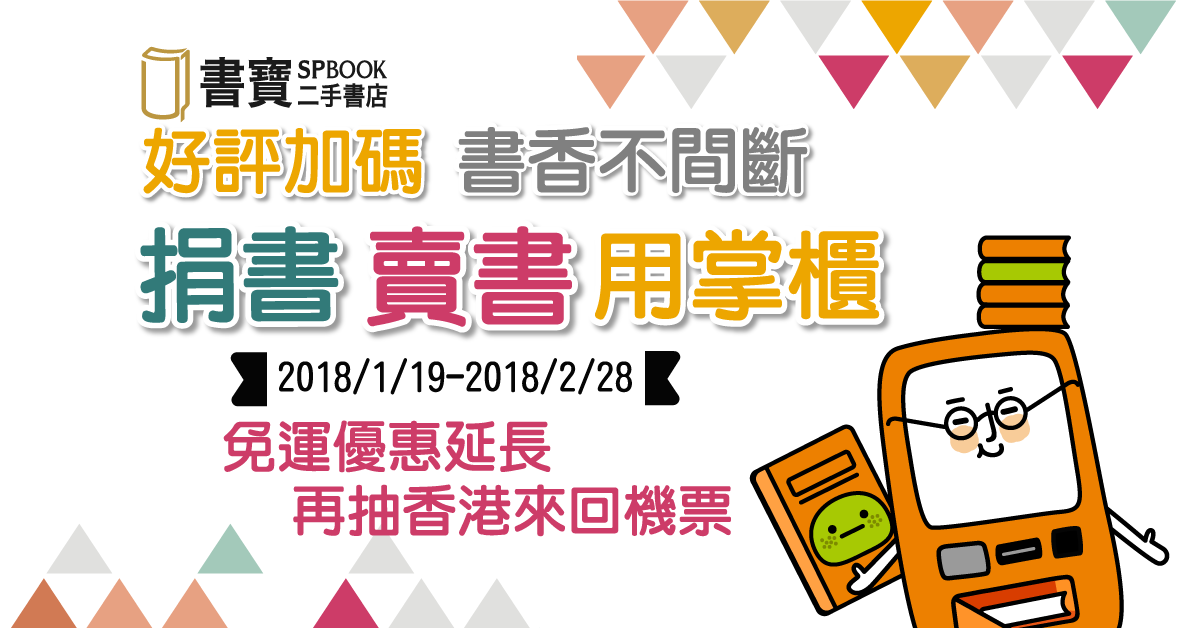 書寶 SPBOOK 二手書店
好評加碼 書香不間斷
捐書 賣書 用掌櫃
2018/1/19-2018/2/28
免運優惠延長
再抽香港來回機票